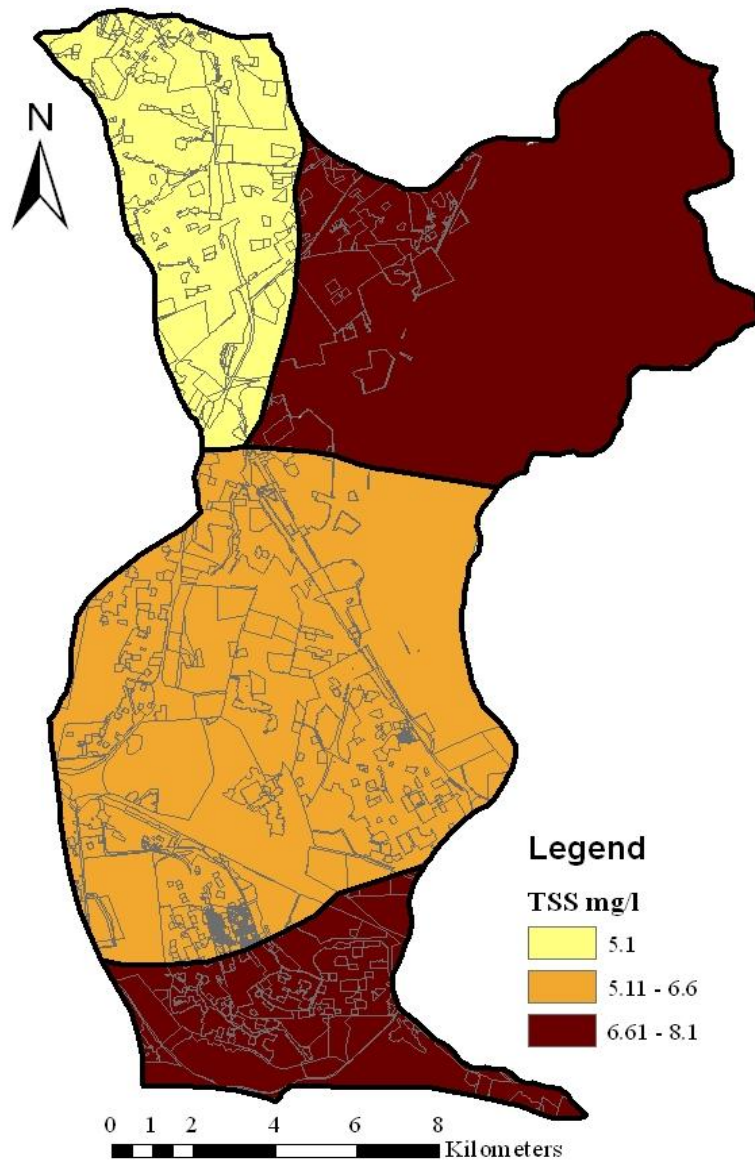 N
Legend
TSS mg/l
5.1
5.11 - 6.6
6.61 - 8.1
0 1 2 4 6 8
Kilometers